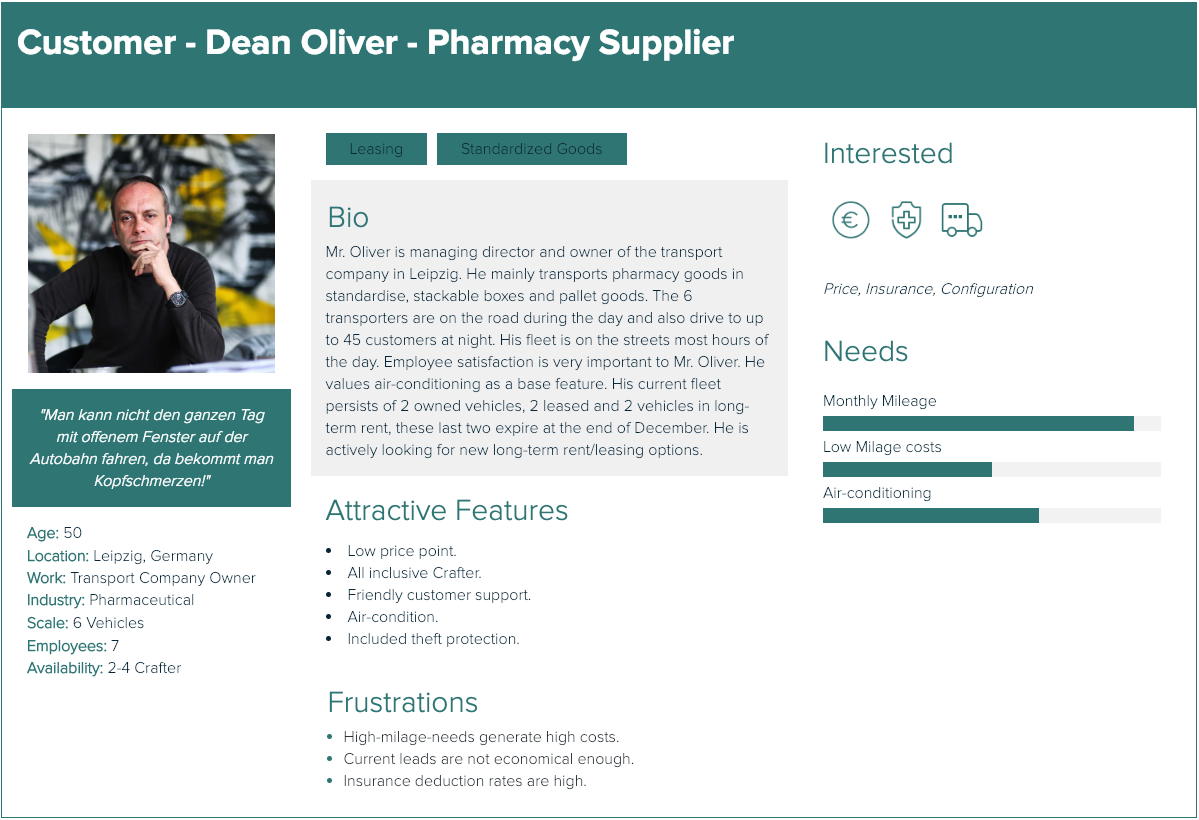 Customer - Dean Oliver - Pharmacy Supplier
"Man kann nicht den ganzen Tag
mit offenem Fenster auf der
Autobahn fahren, da bekommt man
Kopfschmerzen!"
Age: 50
Location: Leipzig, Germany
Work: Transport Company Owner
Industry: Pharmaceutical
Scale: 6 Vehicles
Employees: 7
Availability: 2-4 Crafter
Leasing
Standardized Goods
Bio
Mr. Oliver is managing director and owner of the transport
company in Leipzig. He mainly transports pharmacy goods in
standardise, stackable boxes and pallet goods. The 6
transporters are on the road during the day and also drive to up
to 45 customers at night. His fleet is on the streets most hours of
the day. Employee satisfaction is very important to Mr. Oliver. He
values air-conditioning as a base feature. His current fleet
persists of 2 owned vehicles, 2 leased and 2 vehicles in long-
term rent, these last two expire at the end of December. He is
actively looking for new long-term rent/leasing options.
Attractive Features
• Low price point.
• All inclusive Crafter.
• Friendly customer support.
• Air-condition.
• Included theft protection.
Frustrations
• High-milage-needs generate high costs.
• Current leads are not economical enough.
• Insurance deduction rates are high.
Interested
€
Price, Insurance, Configuration
Needs
Monthly Mileage
Low Milage costs
Air-conditioning